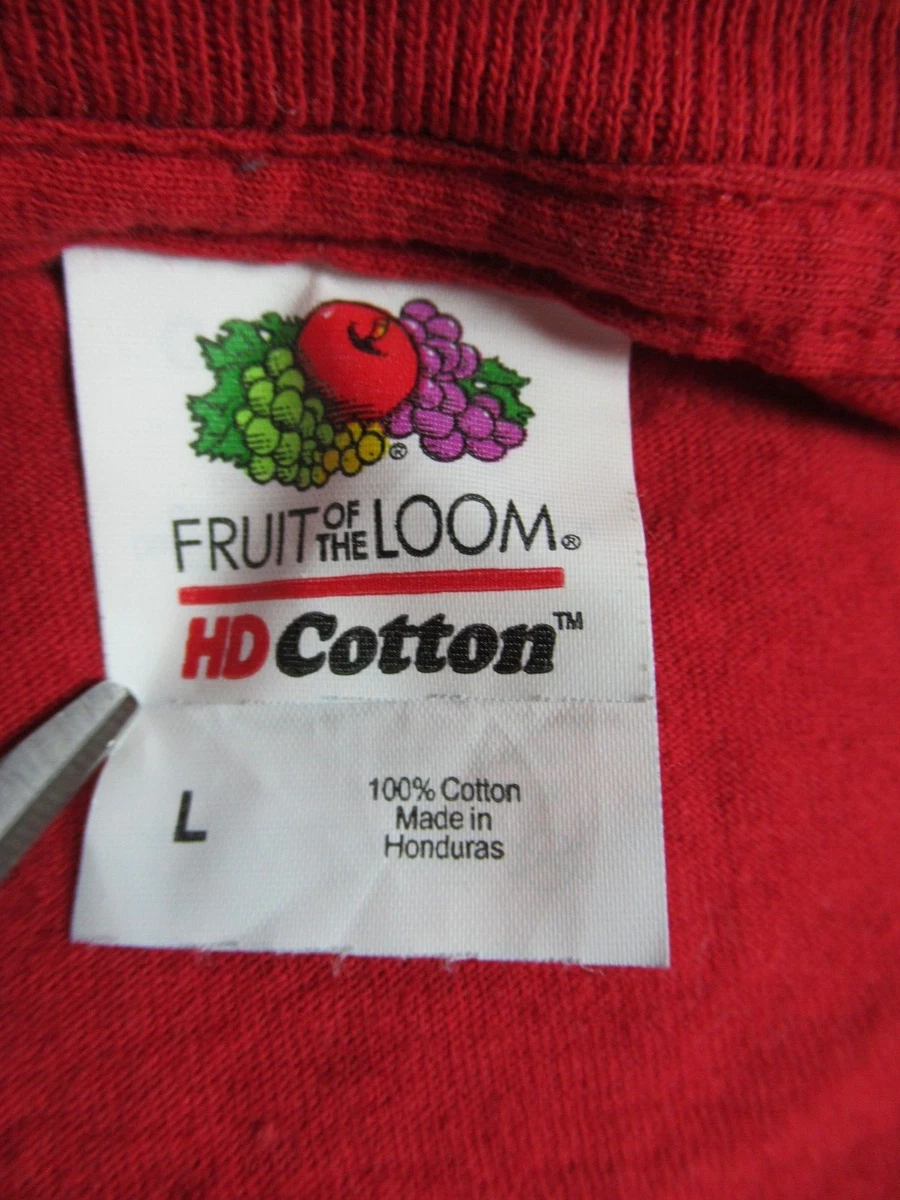 ®
FRUIT OF THE LOOM®
HD Cotton™
L
100% Cotton
Made in
Honduras